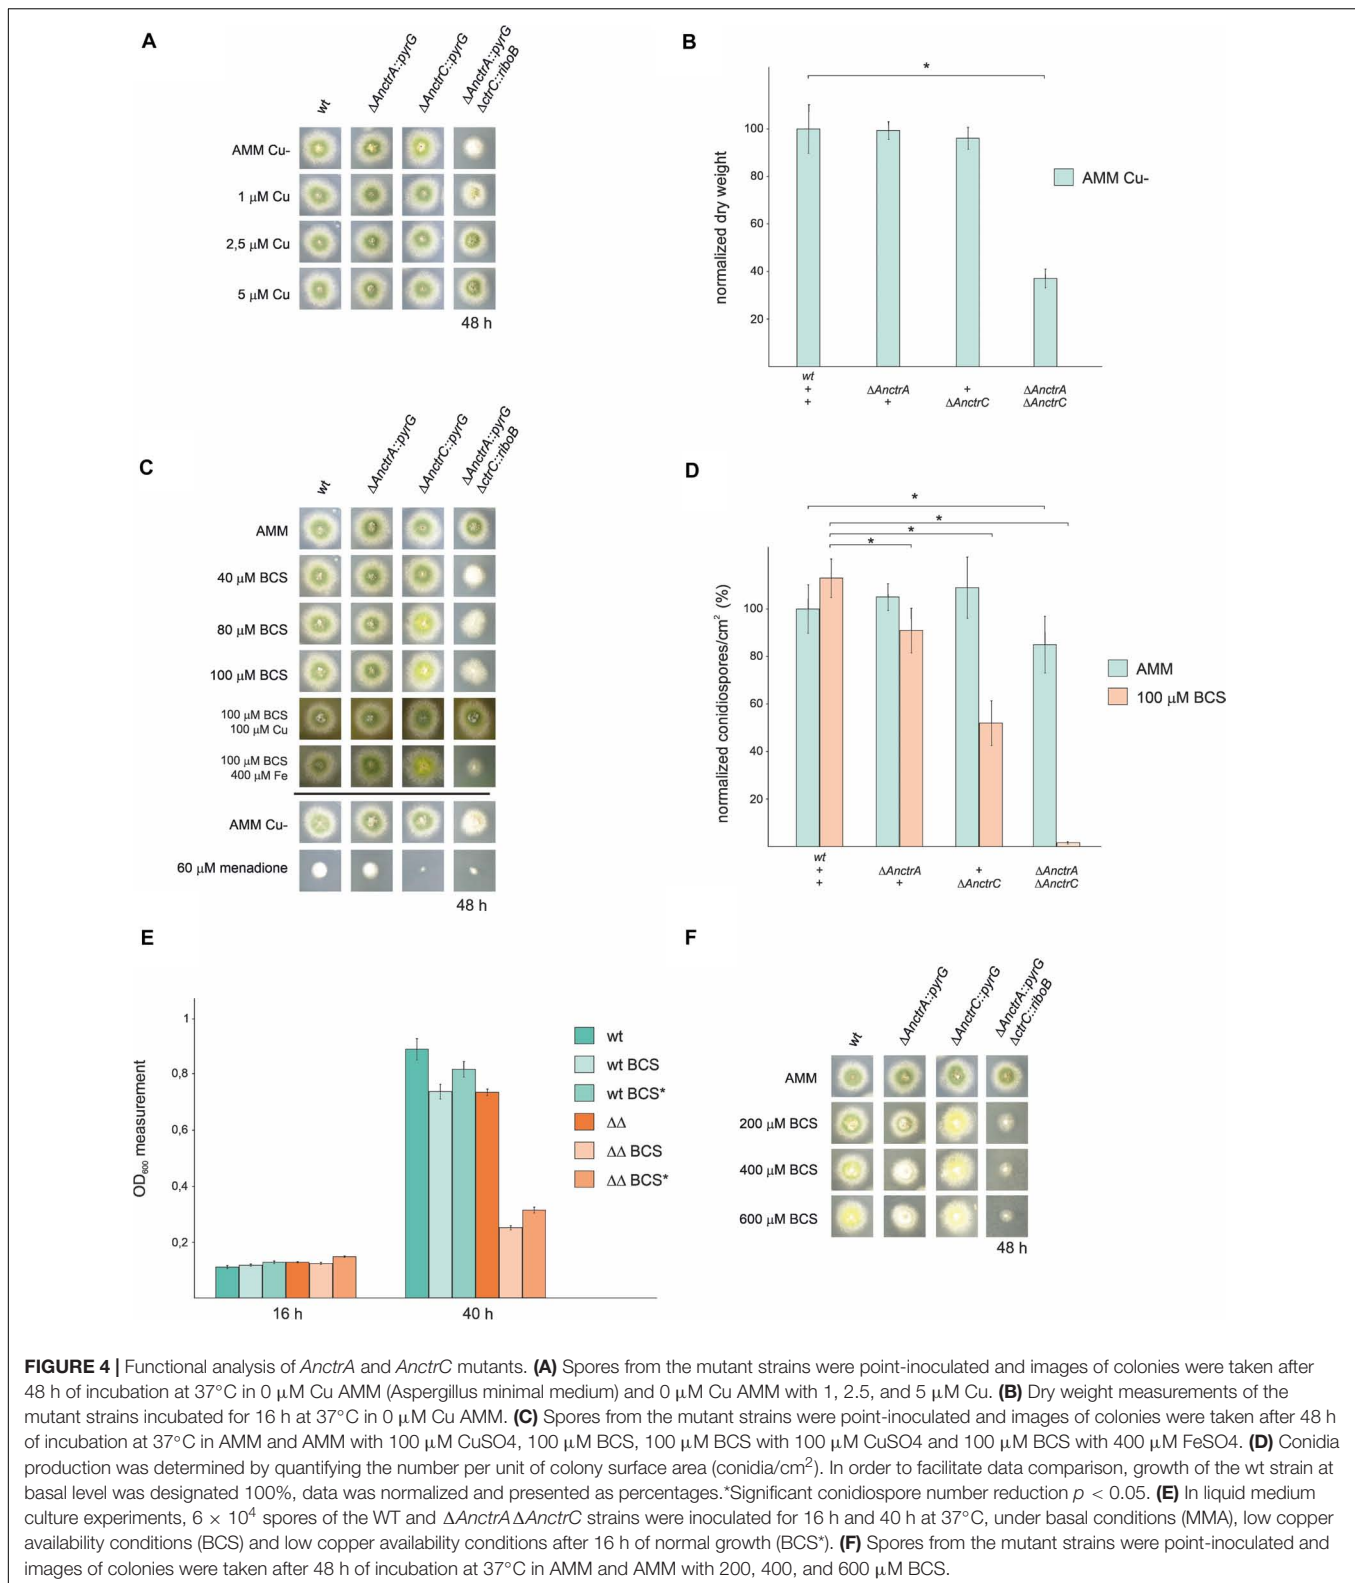 A
wt
ΔAnctrA::pyrG
ΔAnctrC::pyrG
ΔAnctrA::pyrG
ΔctrC::riboB
AMM Cu-
1 μM Cu
2,5 μM Cu
5 μM Cu
48 h
B
*
normalized dry weight
100
80
60
40
20
AMM Cu-
wt
+
+
ΔAnctrA
+
+
ΔAnctrC
ΔAnctrA
ΔAnctrC
C
wt
ΔAnctrA::pyrG
ΔAnctrC::pyrG
ΔAnctrA::pyrG
ΔctrC::riboB
AMM
40 μM BCS
80 μM BCS
100 μM BCS
100 μM BCS
100 μM Cu
100 μM BCS
400 μM Fe
AMM Cu-
60 μM menadione
48 h
D
*
*
*
*
normalized conidiospores/cm² (%)
100
80
60
40
20
AMM
100 μM BCS
wt
+
+
ΔAnctrA
+
+
ΔAnctrC
ΔAnctrA
ΔAnctrC
E
OD₆₀₀ measurement
1
0,8
0,6
0,4
0,2
16 h
40 h
wt
wt BCS
wt BCS*
ΔΔ
ΔΔ BCS
ΔΔ BCS*
F
wt
ΔAnctrA::pyrG
ΔAnctrC::pyrG
ΔAnctrA::pyrG
ΔctrC::riboB
AMM
200 μM BCS
400 μM BCS
600 μM BCS
48 h
FIGURE 4 | Functional analysis of AnctrA and AnctrC mutants. (A) Spores from the mutant strains were point-inoculated and images of colonies were taken after
48 h of incubation at 37°C in 0 μM Cu AMM (Aspergillus minimal medium) and 0 μM Cu AMM with 1, 2.5, and 5 μM Cu. (B) Dry weight measurements of the
mutant strains incubated for 16 h at 37°C in 0 μM Cu AMM. (C) Spores from the mutant strains were point-inoculated and images of colonies were taken after 48 h
of incubation at 37°C in AMM and AMM with 100 μM CuSO4, 100 μM BCS, 100 μM BCS with 100 μM CuSO4 and 100 μM BCS with 400 μM FeSO4. (D) Conidia
production was determined by quantifying the number per unit of colony surface area (conidia/cm²). In order to facilitate data comparison, growth of the wt strain at
basal level was designated 100%, data was normalized and presented as percentages.*Significant conidiospore number reduction p < 0.05. (E) In liquid medium
culture experiments, 6 × 10⁴ spores of the WT and ΔAnctrAΔAnctrC strains were inoculated for 16 h and 40 h at 37°C, under basal conditions (MMA), low copper
availability conditions (BCS) and low copper availability conditions after 16 h of normal growth (BCS*). (F) Spores from the mutant strains were point-inoculated and
images of colonies were taken after 48 h of incubation at 37°C in AMM and AMM with 200, 400, and 600 μM BCS.